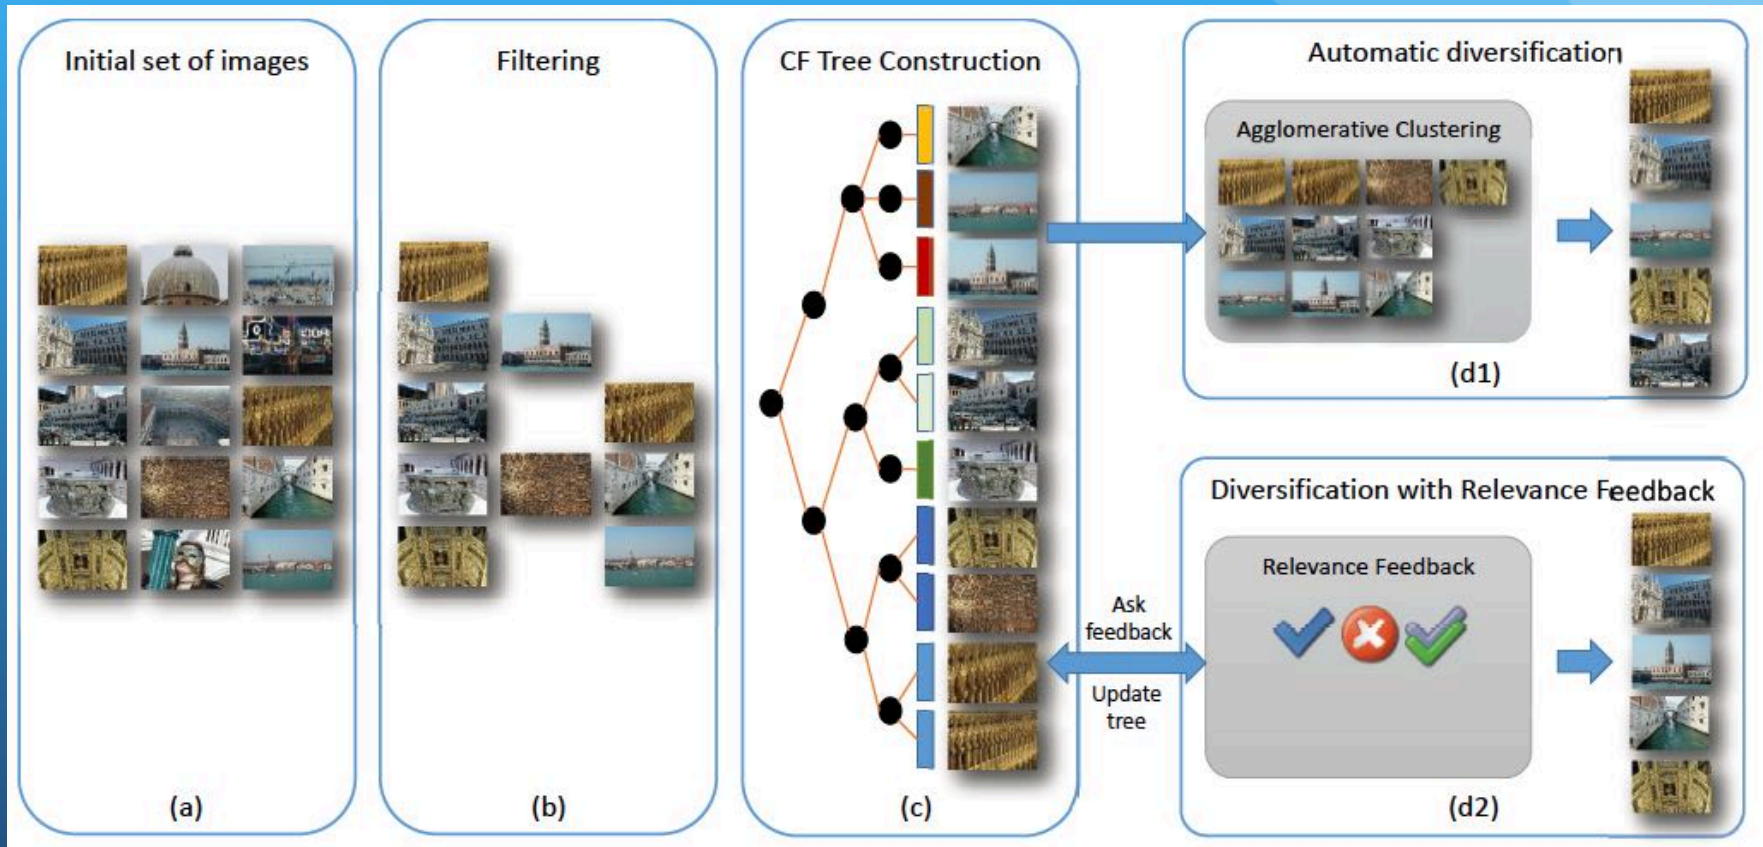 Initial set of images
(a)
Filtering
(b)
CF Tree Construction
(c)
Automatic diversification
Agglomerative Clustering
(d1)
Ask
feedback
Update
tree
Diversification with Relevance Feedback
Relevance Feedback
(d2)